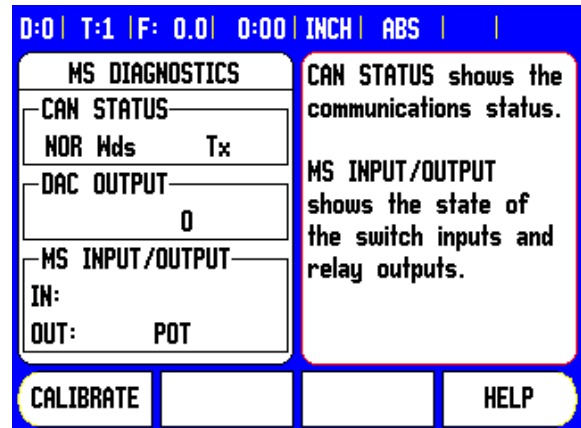 D:0| T:1 |F: 0.0| 0:00| INCH| ABS | |
MS DIAGNOSTICS
CAN STATUS
NOR Wds Tx
DAC OUTPUT
0
MS INPUT/OUTPUT
IN:
OUT: POT
CAN STATUS shows the
communications status.
MS INPUT/OUTPUT
shows the state of
the switch inputs and
relay outputs.
CALIBRATE
HELP